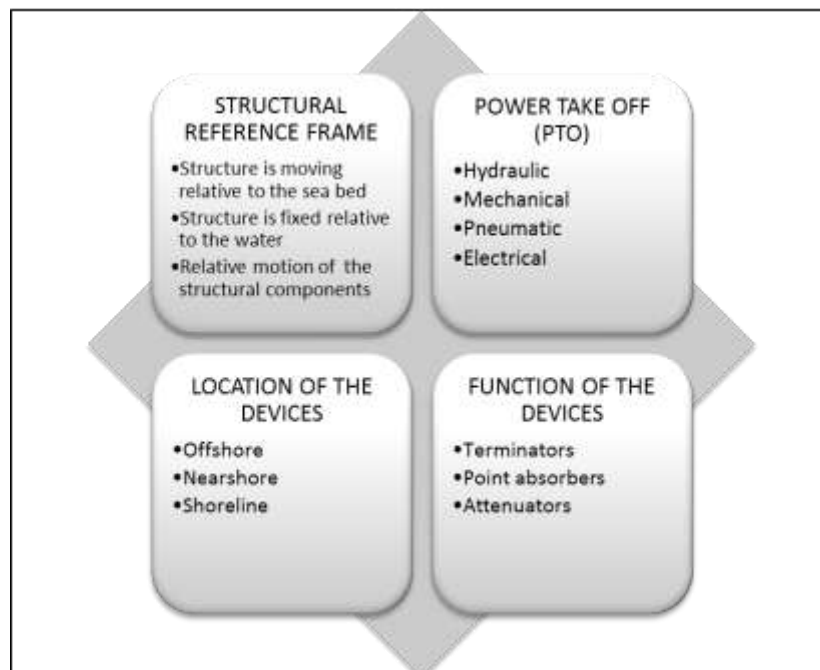 STRUCTURAL
REFERENCE FRAME
•Structure is moving
relative to the sea bed
•Structure is fixed relative
to the water
•Relative motion of the
structural components
POWER TAKE OFF
(PTO)
•Hydraulic
•Mechanical
•Pneumatic
•Electrical
LOCATION OF THE
DEVICES
•Offshore
•Nearshore
•Shoreline
FUNCTION OF THE
DEVICES
•Terminators
•Point absorbers
•Attenuators